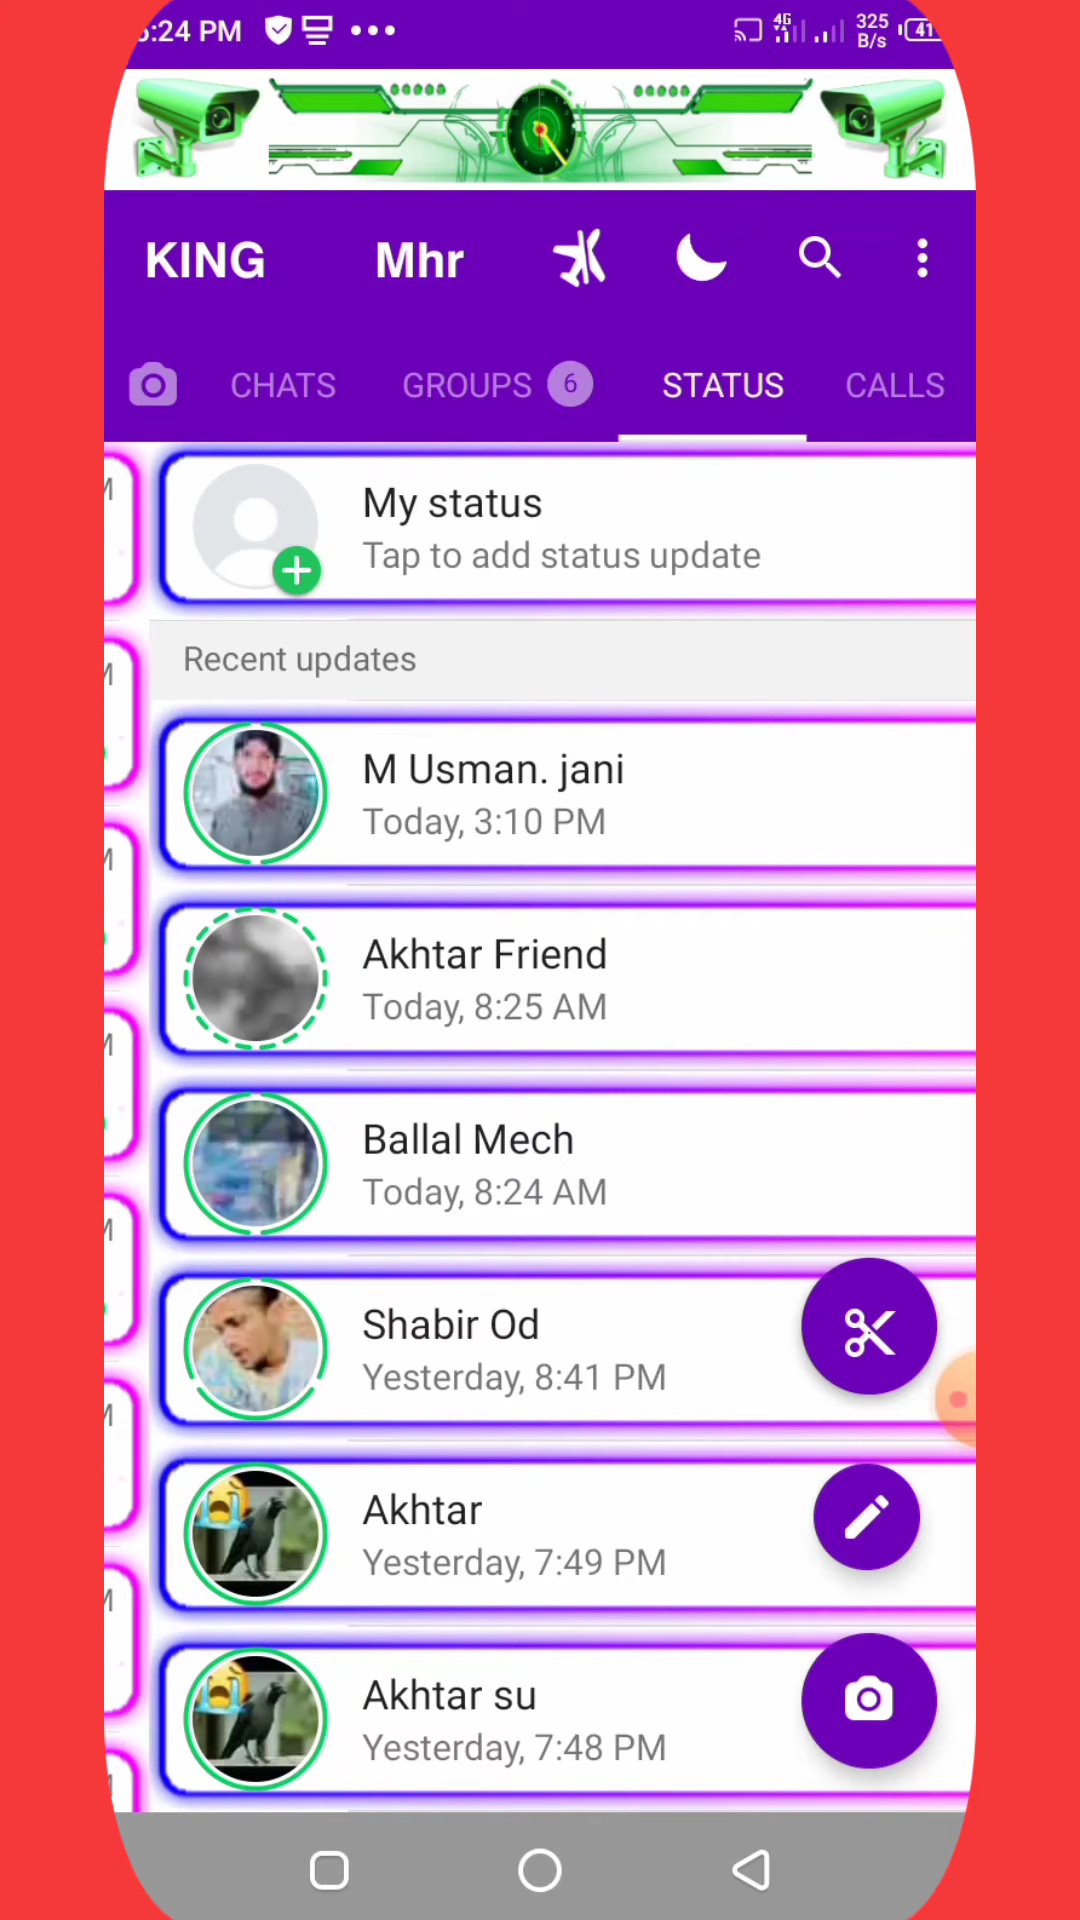 :24 PM
4G
325 B/s
41
KING Mhr
CHATS GROUPS 6 STATUS CALLS
My status
Tap to add status update
Recent updates
M Usman. jani
Today, 3:10 PM
Akhtar Friend
Today, 8:25 AM
Ballal Mech
Today, 8:24 AM
Shabir Od
Yesterday, 8:41 PM
Akhtar
Yesterday, 7:49 PM
Akhtar su
Yesterday, 7:48 PM